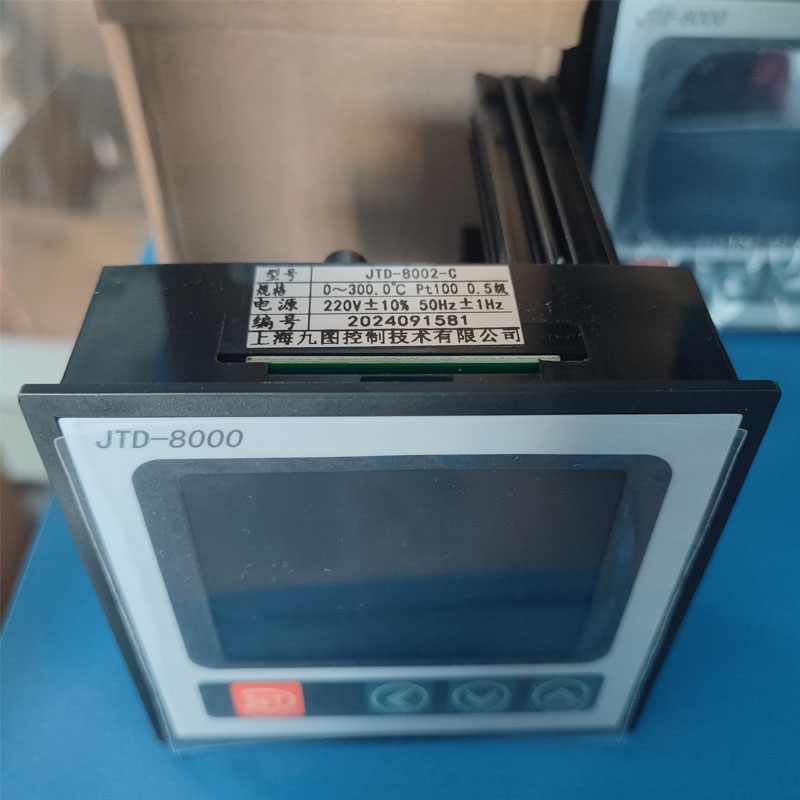 JTD-8000
型号 JTD-8002-C
规格 0～300.0℃ Pt100 0.5级
电源 220V±10% 50Hz±1Hz
编号 2024091581
上海九图控制技术有限公司
JTD-8000
SET